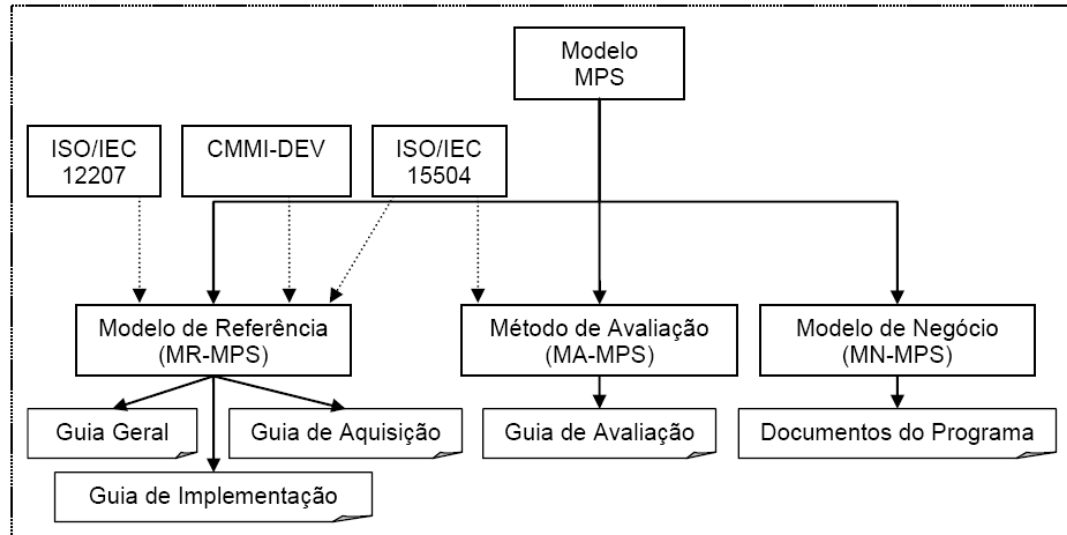 Modelo
MPS
ISO/IEC
12207
CMMI-DEV
ISO/IEC
15504
Modelo de Referência
(MR-MPS)
Método de Avaliação
(MA-MPS)
Modelo de Negócio
(MN-MPS)
Guia Geral
Guia de Aquisição
Guia de Avaliação
Documentos do Programa
Guia de Implementação